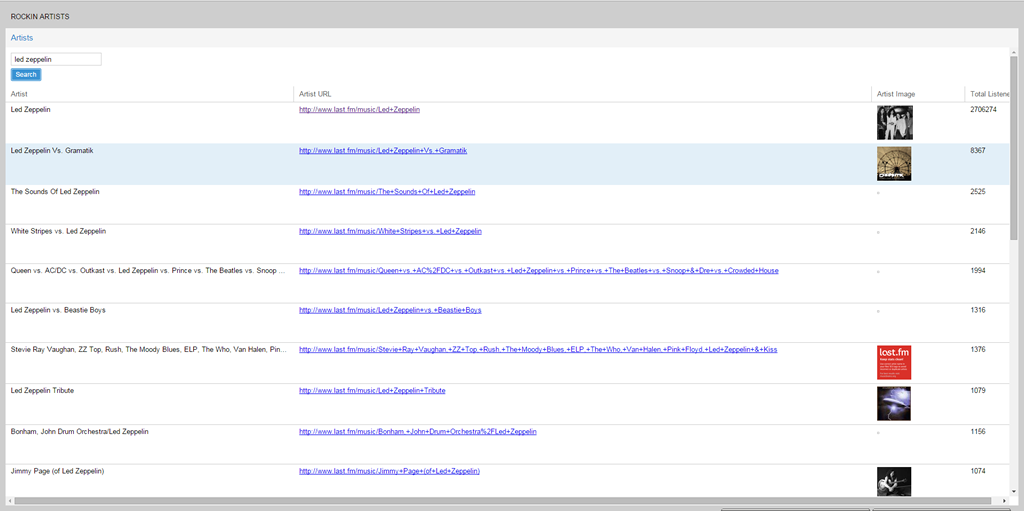 ROCKIN ARTISTS
Artists
led zeppelin
Search
Artist Artist URL Artist Image Total Listene
Led Zeppelin http://www.last.fm/music/Led+Zeppelin 2706274
Led Zeppelin Vs. Gramatik http://www.last.fm/music/Led+Zeppelin+Vs.+Gramatik 8367
The Sounds Of Led Zeppelin http://www.last.fm/music/The+Sounds+Of+Led+Zeppelin 2525
White Stripes vs. Led Zeppelin http://www.last.fm/music/White+Stripes+vs.+Led+Zeppelin 2146
Queen vs. AC/DC vs. Outkast vs. Led Zeppelin vs. Prince vs. The Beatles vs. Snoop ... http://www.last.fm/music/Queen+vs.+AC%2FDC+vs.+Outkast+vs.+Led+Zeppelin+vs.+Prince+vs.+The+Beatles+vs.+Snoop+&+Dre+vs.+Crowded+House 1994
Led Zeppelin vs. Beastie Boys http://www.last.fm/music/Led+Zeppelin+vs.+Beastie+Boys 1316
Stevie Ray Vaughan, ZZ Top, Rush, The Moody Blues, ELP, The Who, Van Halen, Pin... http://www.last.fm/music/Stevie+Ray+Vaughan,+ZZ+Top,+Rush,+The+Moody+Blues,+ELP,+The+Who,+Van+Halen,+Pink+Floyd,+Led+Zeppelin+&+Kiss lost.fm 1376
Led Zeppelin Tribute http://www.last.fm/music/Led+Zeppelin+Tribute 1079
Bonham, John Drum Orchestra/Led Zeppelin http://www.last.fm/music/Bonham,+John+Drum+Orchestra%2FLed+Zeppelin 1156
Jimmy Page (of Led Zeppelin) http://www.last.fm/music/Jimmy+Page+(of+Led+Zeppelin) 1074